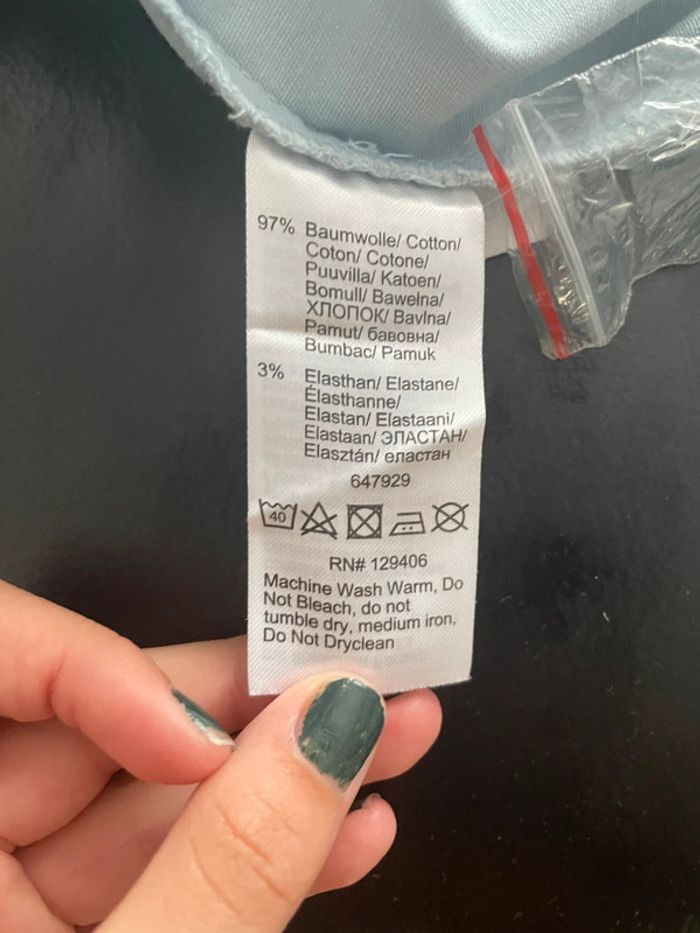 97% Baumwolle/ Cotton/
Coton/ Cotone/
Puuvilla/ Katoen/
Bomull/ Bawełna/
ХЛОПОК/ Bavlna/
Pamut/ бавовна/
Bumbac/ Pamuk
3% Elasthan/ Elastane/
Élasthanne/
Elastan/ Elastaani/
Elastaan/ ЭЛАСТАН/
Elasztán/ еластан
647929
40
RN# 129406
Machine Wash Warm, Do
Not Bleach, do not
tumble dry, medium iron,
Do Not Dryclean